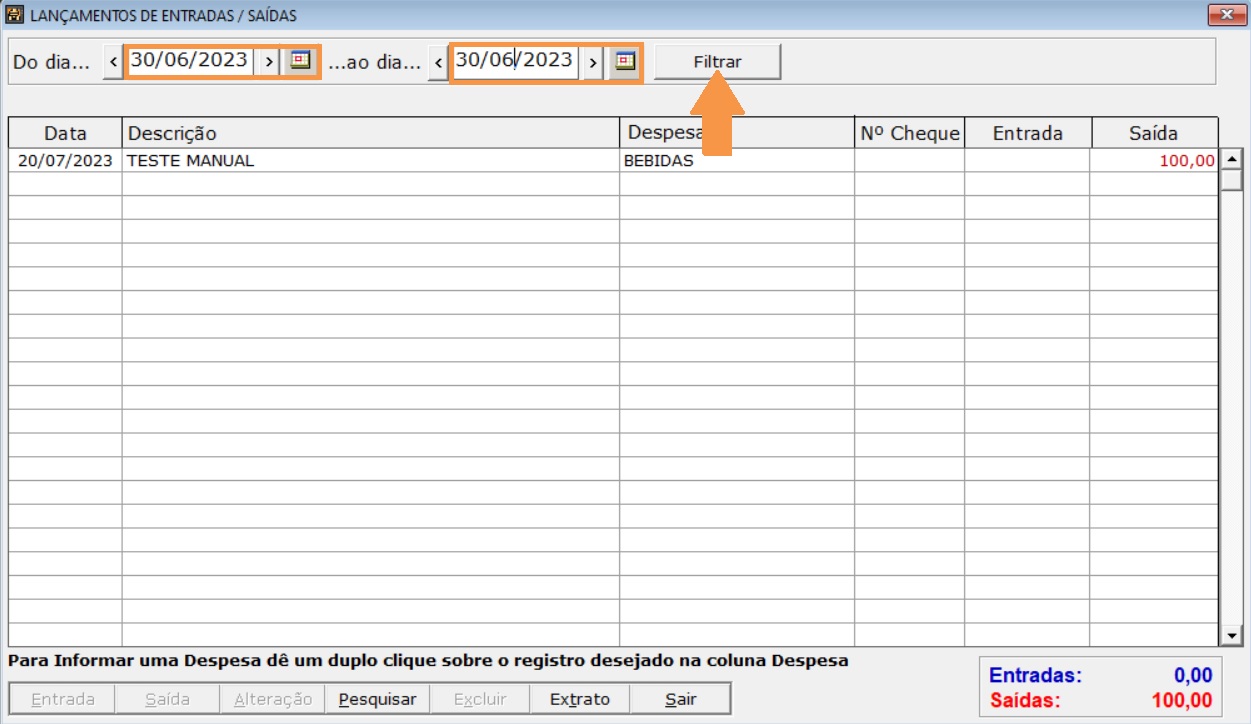 LANÇAMENTOS DE ENTRADAS / SAÍDAS
Do dia... < 30/06/2023 > ...ao dia... < 30/06/2023 > Filtrar
Data Descrição Despesa Nº Cheque Entrada Saída
20/07/2023 TESTE MANUAL BEBIDAS 100,00
Para Informar uma Despesa dê um duplo clique sobre o registro desejado na coluna Despesa
Entradas: 0,00
Saídas: 100,00
Entrada Saída Alteração Pesquisar Excluir Extrato Sair